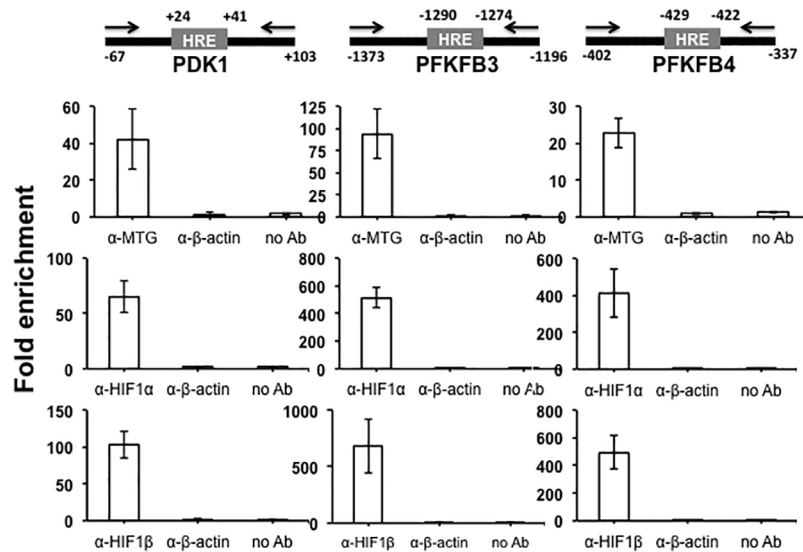 +24 +41 -1290 -1274 -429 -422
HRE HRE HRE
-67 +103 -1373 -1196 -402 -337
PDK1 PFKFB3 PFKFB4
Fold enrichment
60
40
20
0
α-MTG α-β-actin no Ab
125
100
75
50
25
0
α-MTG α-β-actin no Ab
30
20
10
0
α-MTG α-β-actin no Ab
100
50
0
α-HIF1α α-β-actin no Ab
800
600
400
200
0
α-HIF1α α-β-actin no Ab
600
400
200
0
α-HIF1α α-β-actin no Ab
150
100
50
0
α-HIF1β α-β-actin no Ab
1000
500
0
α-HIF1β α-β-actin no Ab
800
600
400
200
0
α-HIF1β α-β-actin no Ab